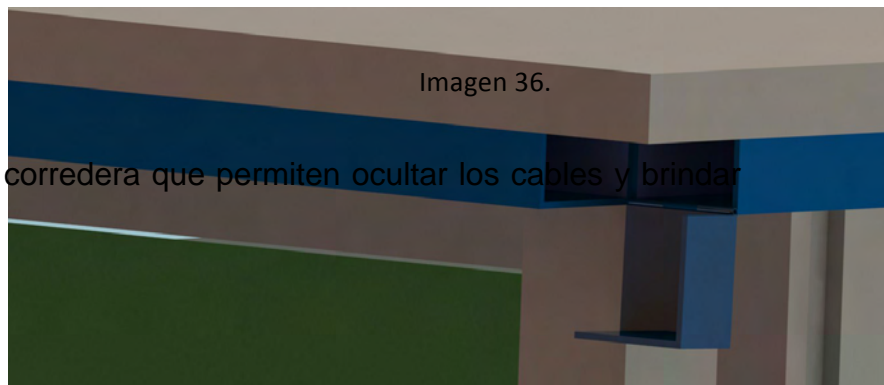 Imagen 36.
corredera que permiten ocultar los cables y brindar